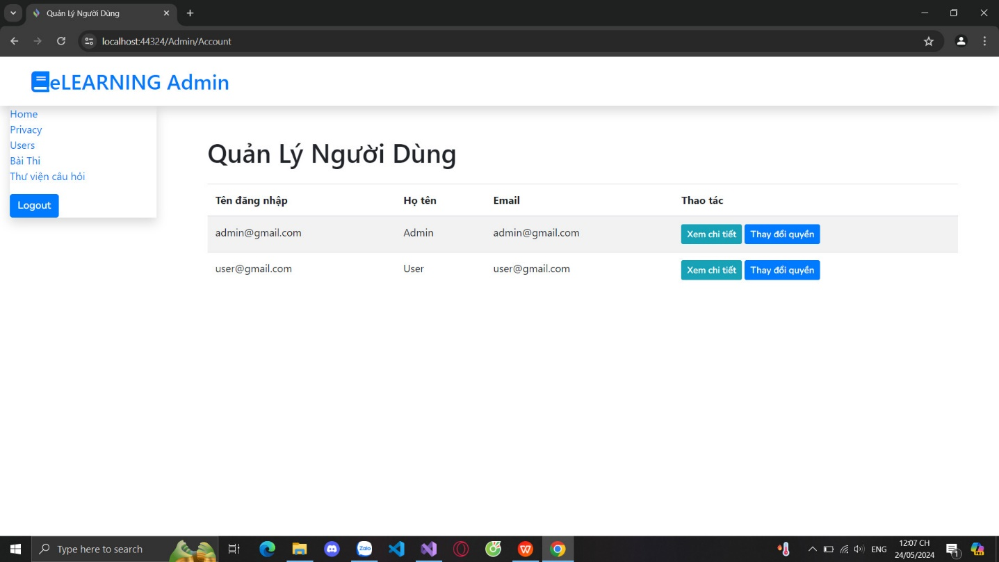 Quản Lý Người Dùng
localhost:44324/Admin/Account
eLEARNING Admin
Home
Privacy
Users
Bài Thi
Thư viện câu hỏi
Logout
Quản Lý Người Dùng
Tên đăng nhập Họ tên Email Thao tác
admin@gmail.com Admin admin@gmail.com Xem chi tiết Thay đổi quyền
user@gmail.com User user@gmail.com Xem chi tiết Thay đổi quyền
Type here to search
Zalo
ENG
12:07 CH
24/05/2024
1
PRE